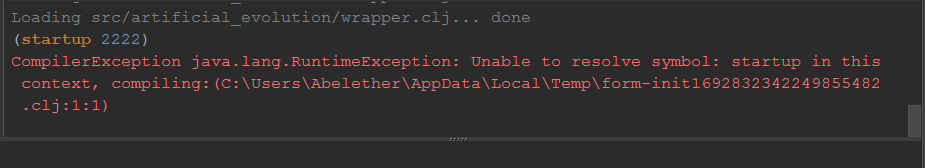 Loading src/artificial_evolution/wrapper.clj... done
(startup 2222)
CompilerException java.lang.RuntimeException: Unable to resolve symbol: startup in this
context, compiling:(C:\Users\Abelether\AppData\Local\Temp\form-init1692832342249855482
.clj:1:1)